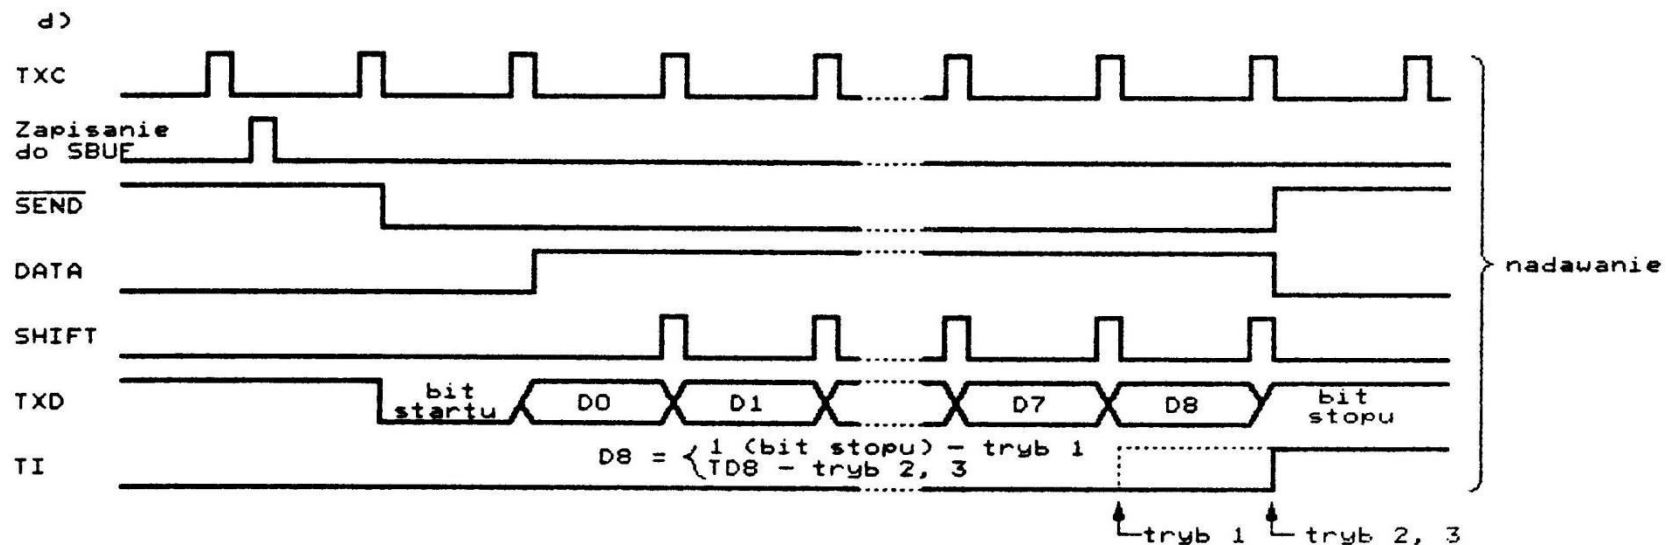 d)
TXC
Zapisanie
do SBUF
SEND
DATA
nadawanie
SHIFT
TXD
bit
startu
D0
D1
D7
D8
bit
stopu
TI
D8 = { 1 (bit stopu) - tryb 1
TD8 - tryb 2, 3
tryb 1
tryb 2, 3